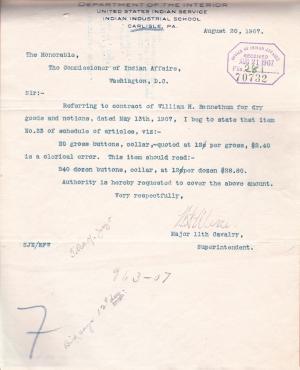 DEPARTMENT OF THE INTERIOR
UNITED STATES INDIAN SERVICE
INDIAN INDUSTRIAL SCHOOL
CARLISLE, PA.
August 20, 1907.
The Honorable,
The Commissioner of Indian Affairs,
Washington, D.C.
RECEIVED
AUG 21 1907
70732
Sir:-
Referring to contract of William H. Bennethum for dry
goods and notions, dated May 13th, 1907, I beg to state that item
No.33 of schedule of articles, viz:-
20 gross buttons, collar,-quoted at 12¢ per gross, $2.40
is a clerical error. This item should read:-
240 dozen buttons, collar, at 12¢per dozen $28.80.
Authority is hereby requested to cover the above amount.
Very respectfully,
Major 11th Cavalry,
Superintendent.
963-07
7